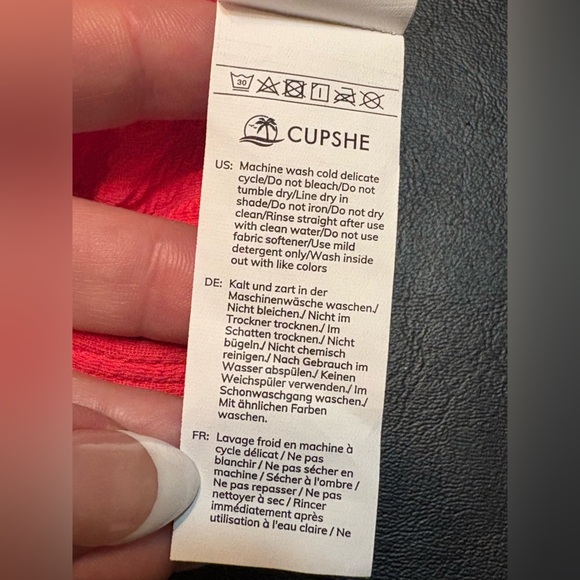 30
CUPSHE
US: Machine wash cold delicate
cycle/Do not bleach/Do not
tumble dry/Line dry in
shade/Do not iron/Do not dry
clean/Rinse straight after use
with clean water/Do not use
fabric softener/Use mild
detergent only/Wash inside
out with like colors
DE: Kalt und zart in der
Maschinenwäsche waschen./
Nicht bleichen./ Nicht im
Trockner trocknen./ Im
Schatten trocknen./ Nicht
bügeln./ Nicht chemisch
reinigen./ Nach Gebrauch im
Wasser abspülen./ Keinen
Weichspüler verwenden./ Im
Schonwaschgang waschen./
Mit ähnlichen Farben
waschen.
FR: Lavage froid en machine à
cycle délicat / Ne pas
blanchir / Ne pas sécher en
machine / Sécher à l'ombre /
Ne pas repasser / Ne pas
nettoyer à sec / Rincer
immédiatement après
utilisation à l'eau claire / Ne